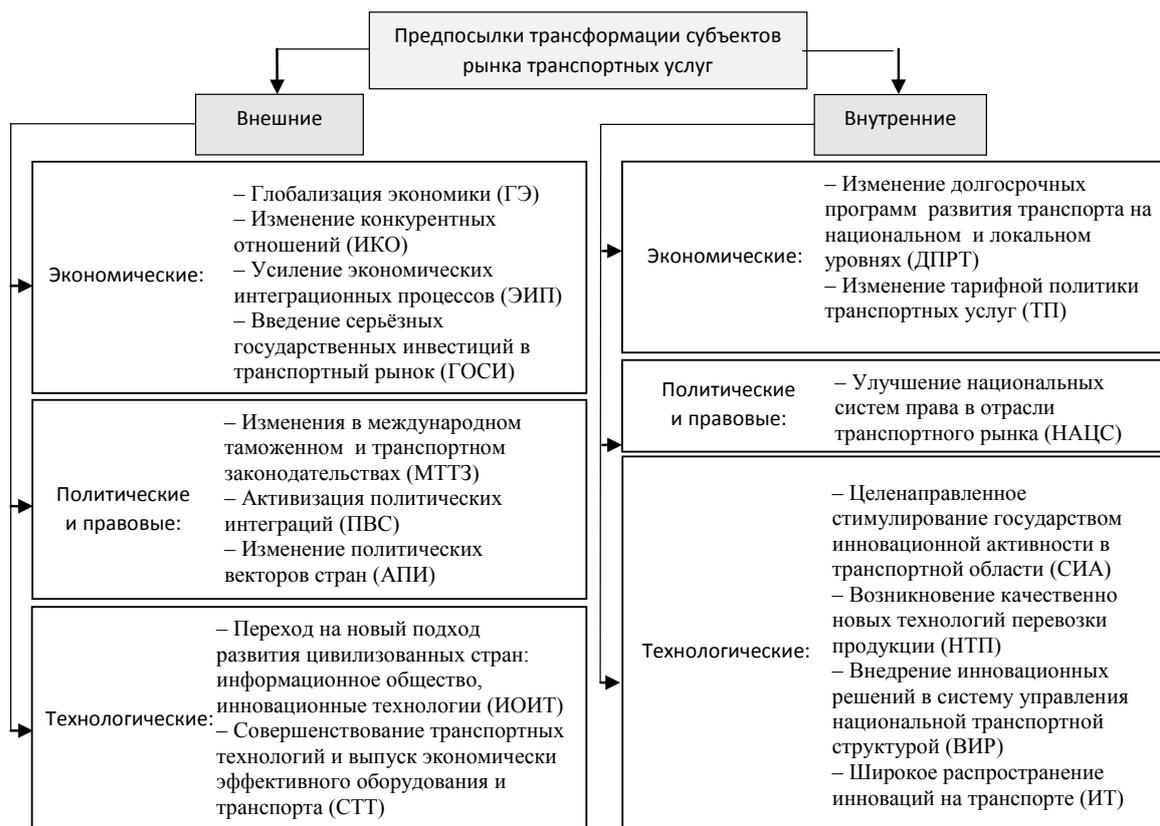 Предпосылки трансформации субъектов
рынка транспортных услуг
Внешние
Экономические:
– Глобализация экономики (ГЭ)
– Изменение конкурентных
отношений (ИКО)
– Усиление экономических
интеграционных процессов (ЭИП)
– Введение серьёзных
государственных инвестиций в
транспортный рынок (ГОСИ)
Политические
и правовые:
– Изменения в международном
таможенном и транспортном
законодательствах (МТТЗ)
– Активизация политических
интеграций (ПВС)
– Изменение политических
векторов стран (АПИ)
Технологические:
– Переход на новый подход
развития цивилизованных стран:
информационное общество,
инновационные технологии (ИОИТ)
– Совершенствование транспортных
технологий и выпуск экономически
эффективного оборудования и
транспорта (СТТ)
Внутренние
Экономические:
– Изменение долгосрочных
программ развития транспорта на
национальном и локальном
уровнях (ДПРТ)
– Изменение тарифной политики
транспортных услуг (ТП)
Политические
и правовые:
– Улучшение национальных
систем права в отрасли
транспортного рынка (НАЦС)
Технологические:
– Целенаправленное
стимулирование государством
инновационной активности в
транспортной области (СИА)
– Возникновение качественно
новых технологий перевозки
продукции (НТП)
– Внедрение инновационных
решений в систему управления
национальной транспортной
структурой (ВИР)
– Широкое распространение
инноваций на транспорте (ИТ)